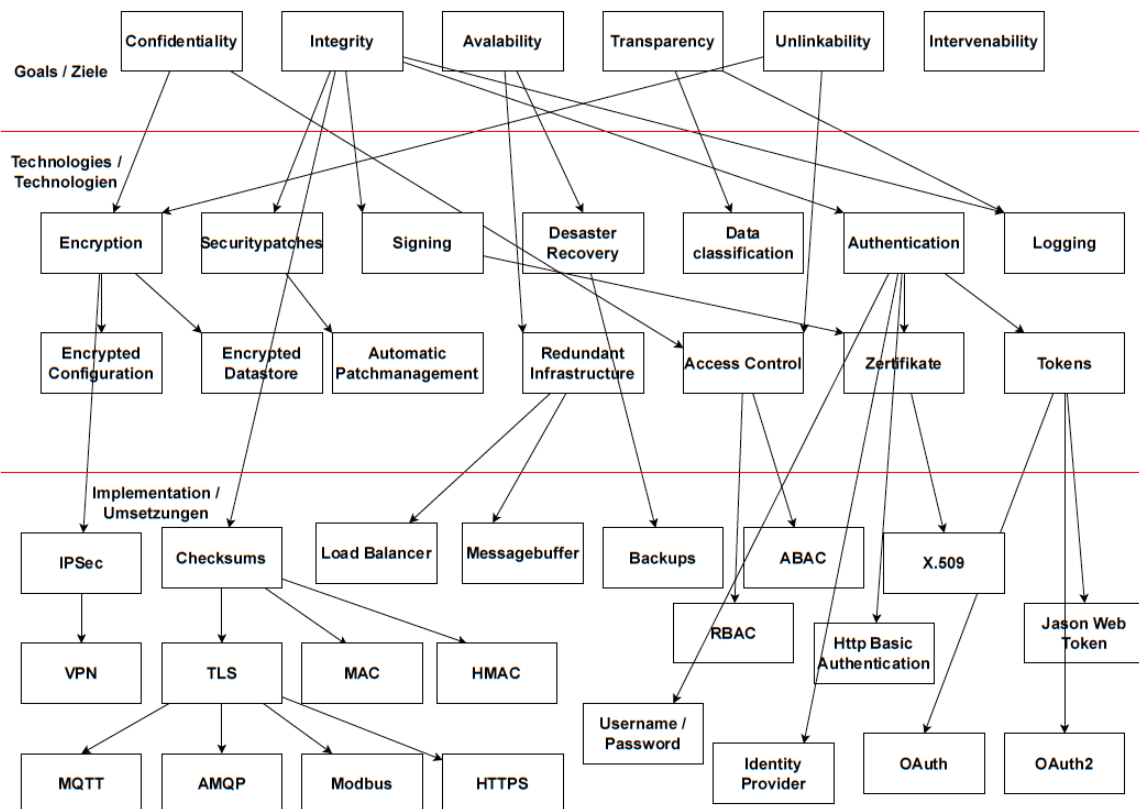 Confidentiality
Integrity
Avalability
Transparency
Unlinkability
Intervenability
Goals / Ziele
Technologies /
Technologien
Encryption
Securitypatches
Signing
Desaster
Recovery
Data
classification
Authentication
Logging
Encrypted
Configuration
Encrypted
Datastore
Automatic
Patchmanagement
Redundant
Infrastructure
Access Control
Zertifikate
Tokens
Implementation /
Umsetzungen
IPSec
Checksums
Load Balancer
Messagebuffer
Backups
ABAC
X.509
RBAC
Http Basic
Authentication
Jason Web
Token
VPN
TLS
MAC
HMAC
Username /
Password
Identity
Provider
OAuth
OAuth2
MQTT
AMQP
Modbus
HTTPS